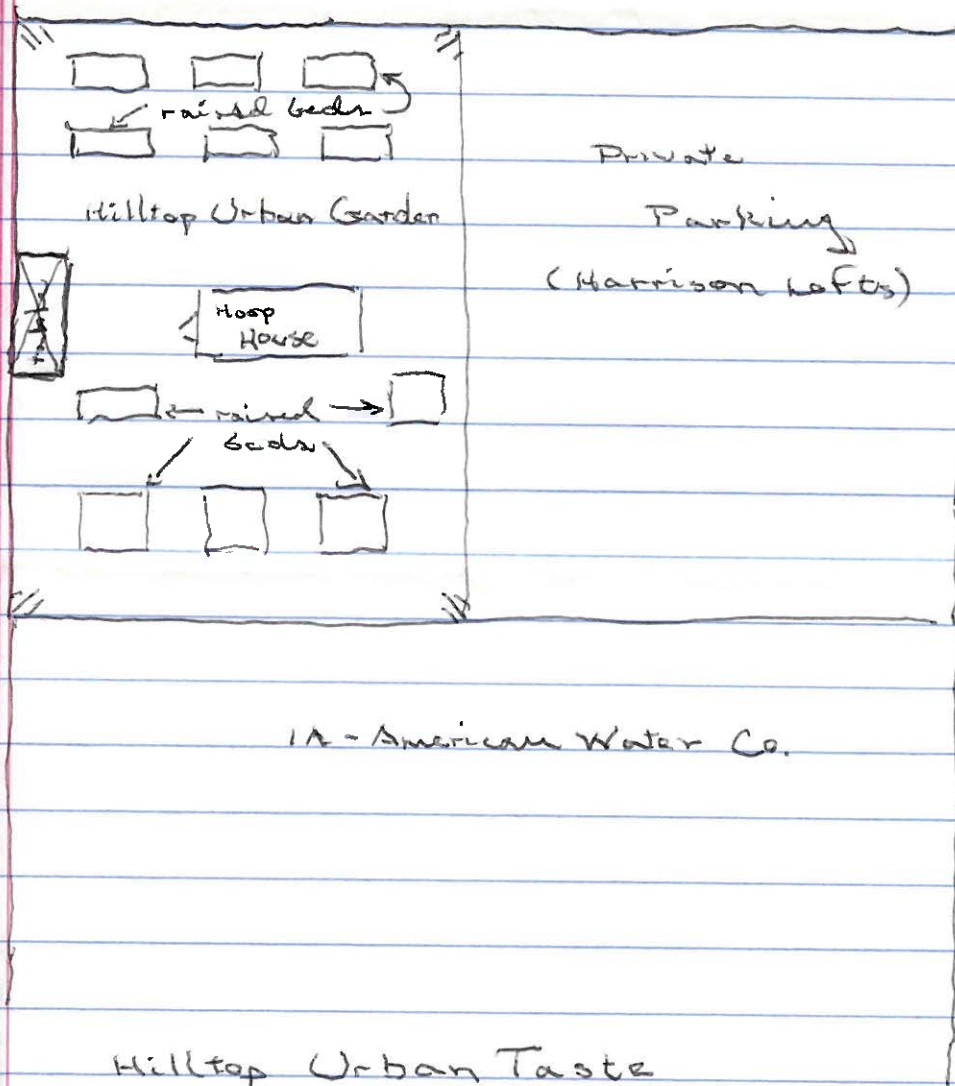 raised beds
Hilltop Urban Garden
Private
Parking
(Harrison Lofts)
Hoop
House
raised
beds
IA-American Water Co.
Hilltop Urban Taste